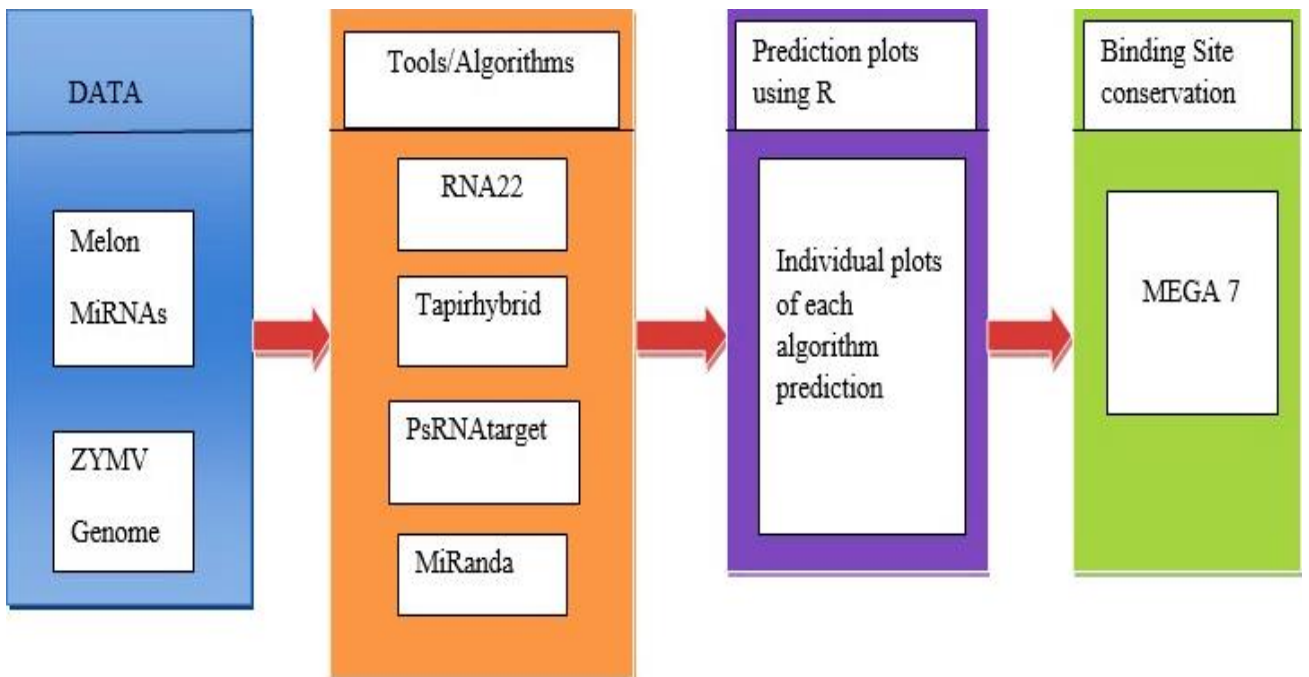 DATA
Melon
MiRNAs
ZYMV
Genome
Tools/Algorithms
RNA22
Tapirhybrid
PsRNAtarget
MiRanda
Prediction plots
using R
Individual plots
of each
algorithm
prediction
Binding Site
conservation
MEGA 7